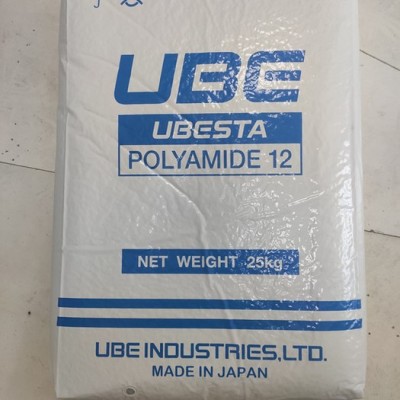 UBE
UBESTA
POLYAMIDE 12
NET WEIGHT 25kg
UBE INDUSTRIES,LTD.
MADE IN JAPAN